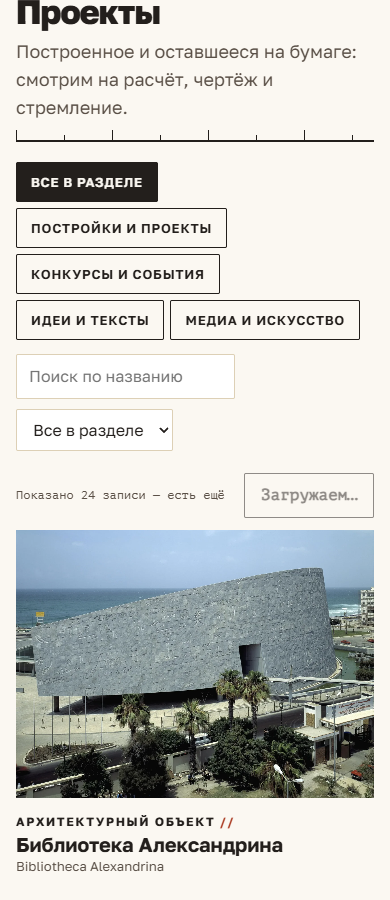 Проекты
Построенное и оставшееся на бумаге:
смотрим на расчёт, чертёж и
стремление.
ВСЕ В РАЗДЕЛЕ
ПОСТРОЙКИ И ПРОЕКТЫ
КОНКУРСЫ И СОБЫТИЯ
ИДЕИ И ТЕКСТЫ
МЕДИА И ИСКУССТВО
Поиск по названию
Все в разделе
Показано 24 записи — есть ещё
Загружаем…
АРХИТЕКТУРНЫЙ ОБЪЕКТ //
Библиотека Александрина
Bibliotheca Alexandrina